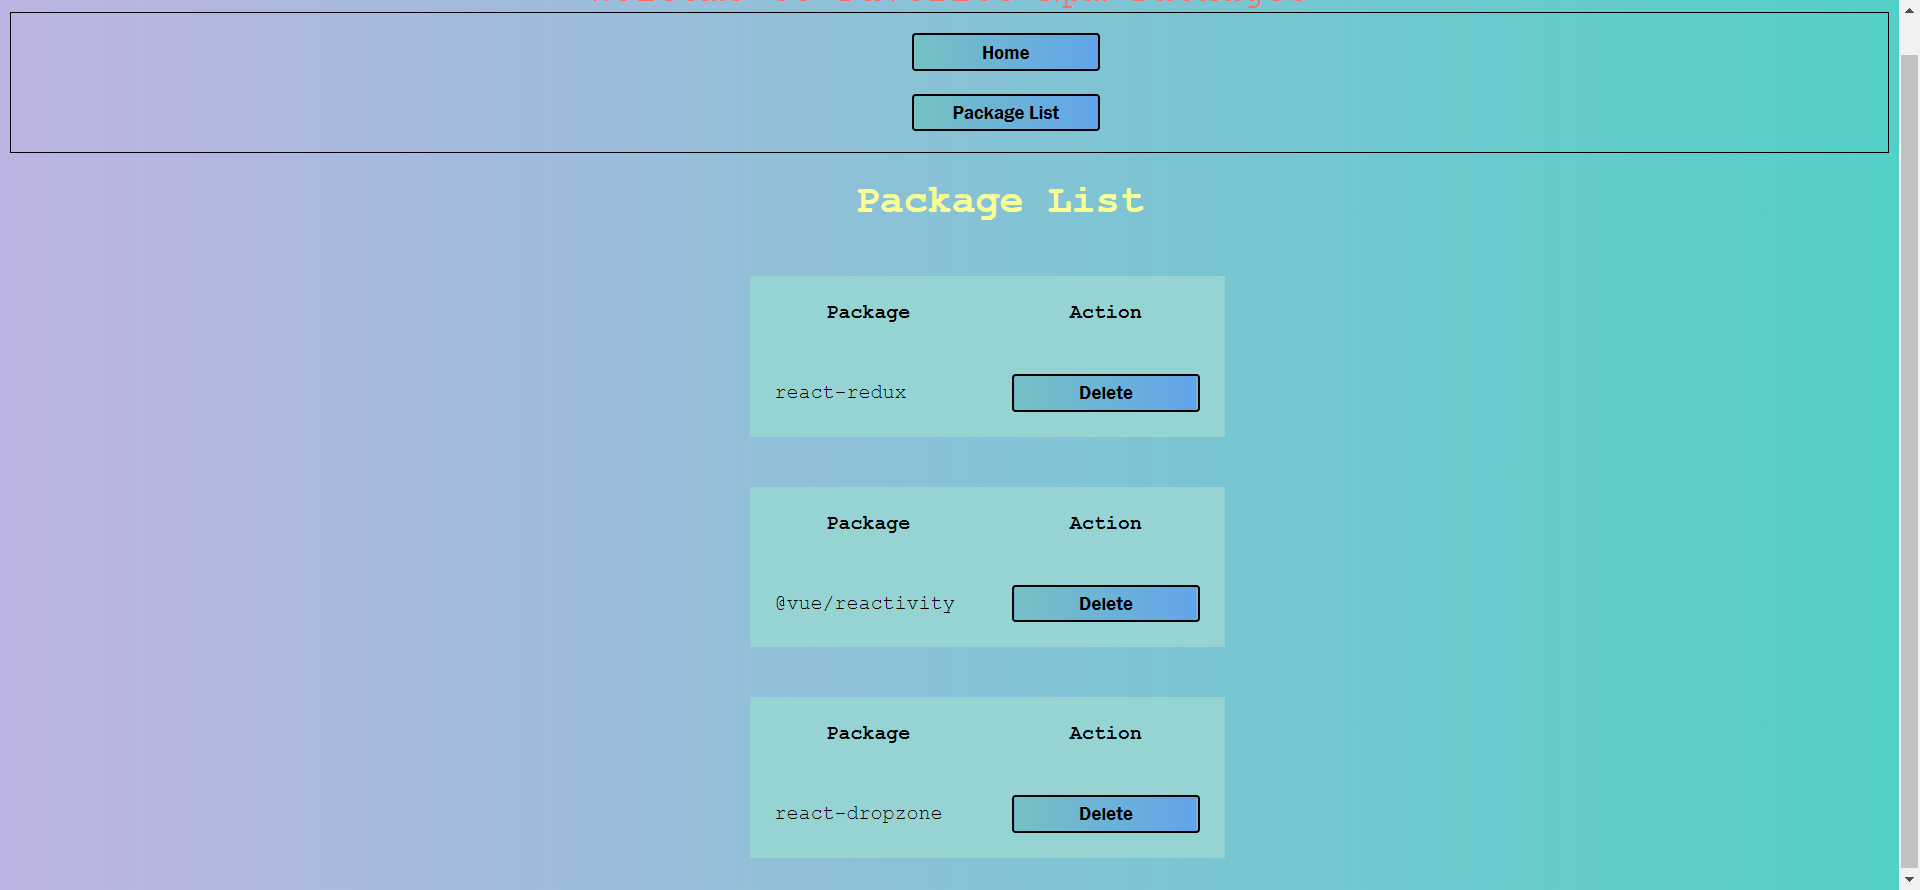 Home
Package List
Package List
Package Action
react-redux Delete
Package Action
@vue/reactivity Delete
Package Action
react-dropzone Delete